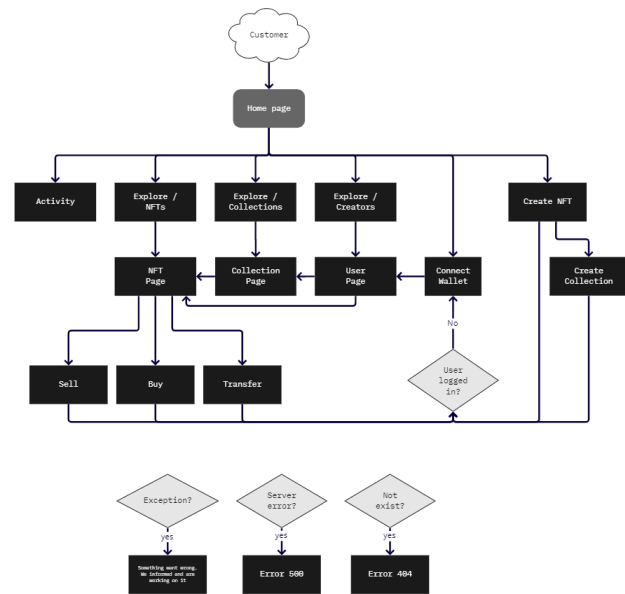 Customer
Home page
Activity
Explore /
NFTs
Explore /
Collections
Explore /
Creators
Create NFT
NFT
Page
Collection
Page
User
Page
Connect
Wallet
Create
Collection
No
Sell
Buy
Transfer
User
logged
in?
Exception?
Server
error?
Not
exist?
yes
yes
yes
Something went wrong.
We informed and are
working on it
Error 500
Error 404